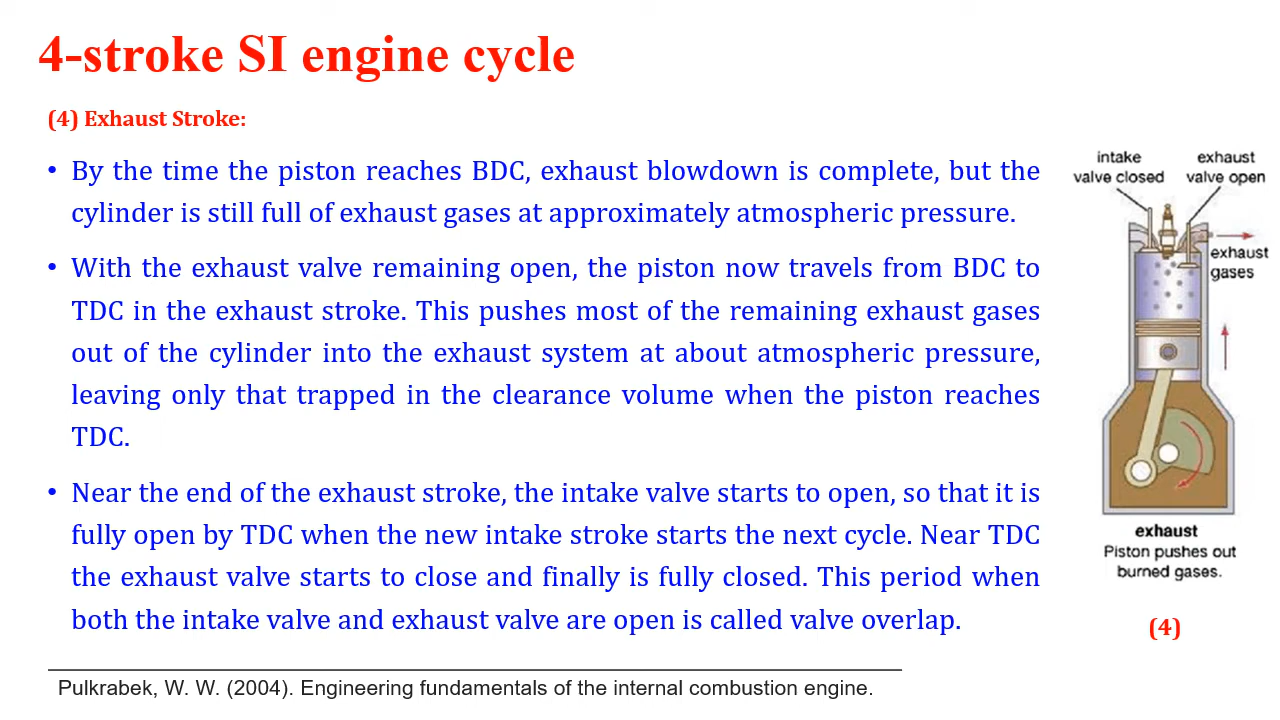 4-stroke SI engine cycle
(4) Exhaust Stroke:
• By the time the piston reaches BDC, exhaust blowdown is complete, but the
cylinder is still full of exhaust gases at approximately atmospheric pressure.
• With the exhaust valve remaining open, the piston now travels from BDC to
TDC in the exhaust stroke. This pushes most of the remaining exhaust gases
out of the cylinder into the exhaust system at about atmospheric pressure,
leaving only that trapped in the clearance volume when the piston reaches
TDC.
• Near the end of the exhaust stroke, the intake valve starts to open, so that it is
fully open by TDC when the new intake stroke starts the next cycle. Near TDC
the exhaust valve starts to close and finally is fully closed. This period when
both the intake valve and exhaust valve are open is called valve overlap.
intake
valve closed
exhaust
valve open
exhaust
gases
exhaust
Piston pushes out
burned gases.
(4)
Pulkrabek, W. W. (2004). Engineering fundamentals of the internal combustion engine.